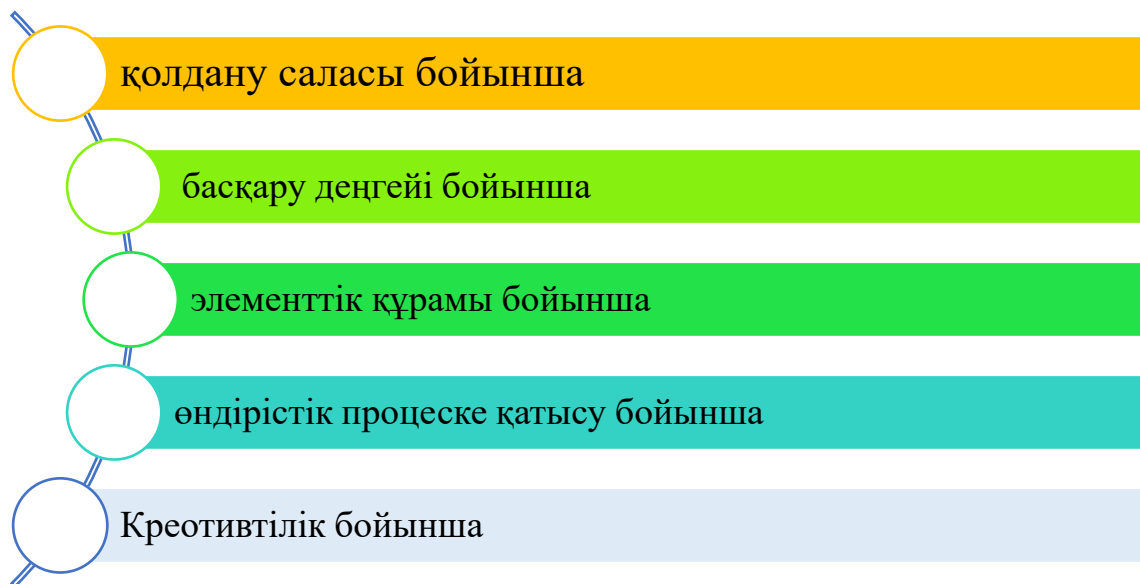 қолдану саласы бойынша
басқару деңгейі бойынша
элементтік құрамы бойынша
өндірістік процеске қатысу бойынша
Креотивтілік бойынша